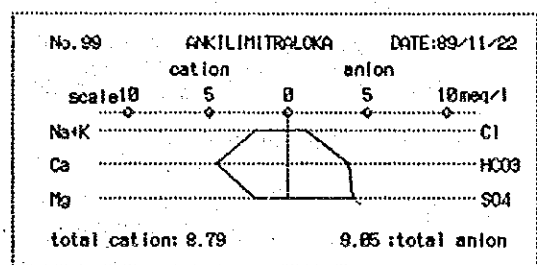 No.99 ANKILIMITRALOKA DATE:89/11/22
cation anion
scale10 5 0 5 10meq/l
Na+K Cl
Ca HCO3
Mg SO4
total cation: 8.79 9.05 :total anion